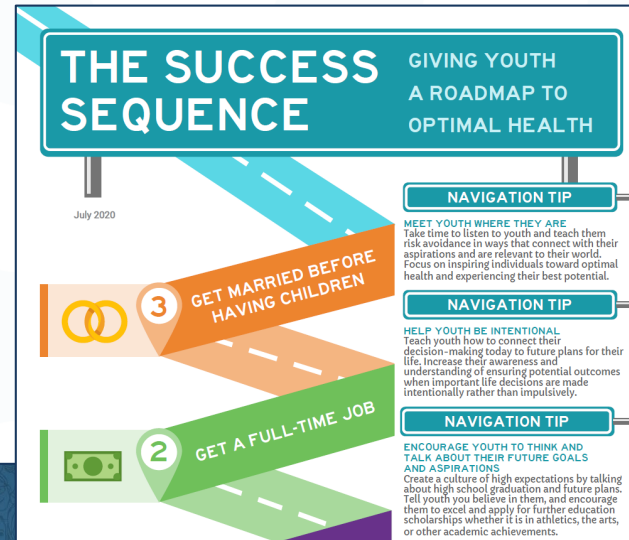 THE SUCCESS
SEQUENCE
GIVING YOUTH
A ROADMAP TO
OPTIMAL HEALTH
July 2020
3
GET MARRIED BEFORE
HAVING CHILDREN
2
GET A FULL-TIME JOB
NAVIGATION TIP
MEET YOUTH WHERE THEY ARE
Take time to listen to youth and teach them
risk avoidance in ways that connect with their
aspirations and are relevant to their world.
Focus on inspiring individuals toward optimal
health and experiencing their best potential.
NAVIGATION TIP
HELP YOUTH BE INTENTIONAL
Teach youth how to connect their
decision-making today to future plans for their
life. Increase their awareness and
understanding of ensuring potential outcomes
when important life decisions are made
intentionally rather than impulsively.
NAVIGATION TIP
ENCOURAGE YOUTH TO THINK AND
TALK ABOUT THEIR FUTURE GOALS
AND ASPIRATIONS
Create a culture of high expectations by talking
about high school graduation and future plans.
Tell youth you believe in them, and encourage
them to excel and apply for further education
scholarships whether it is in athletics, the arts,
or other academic achievements.